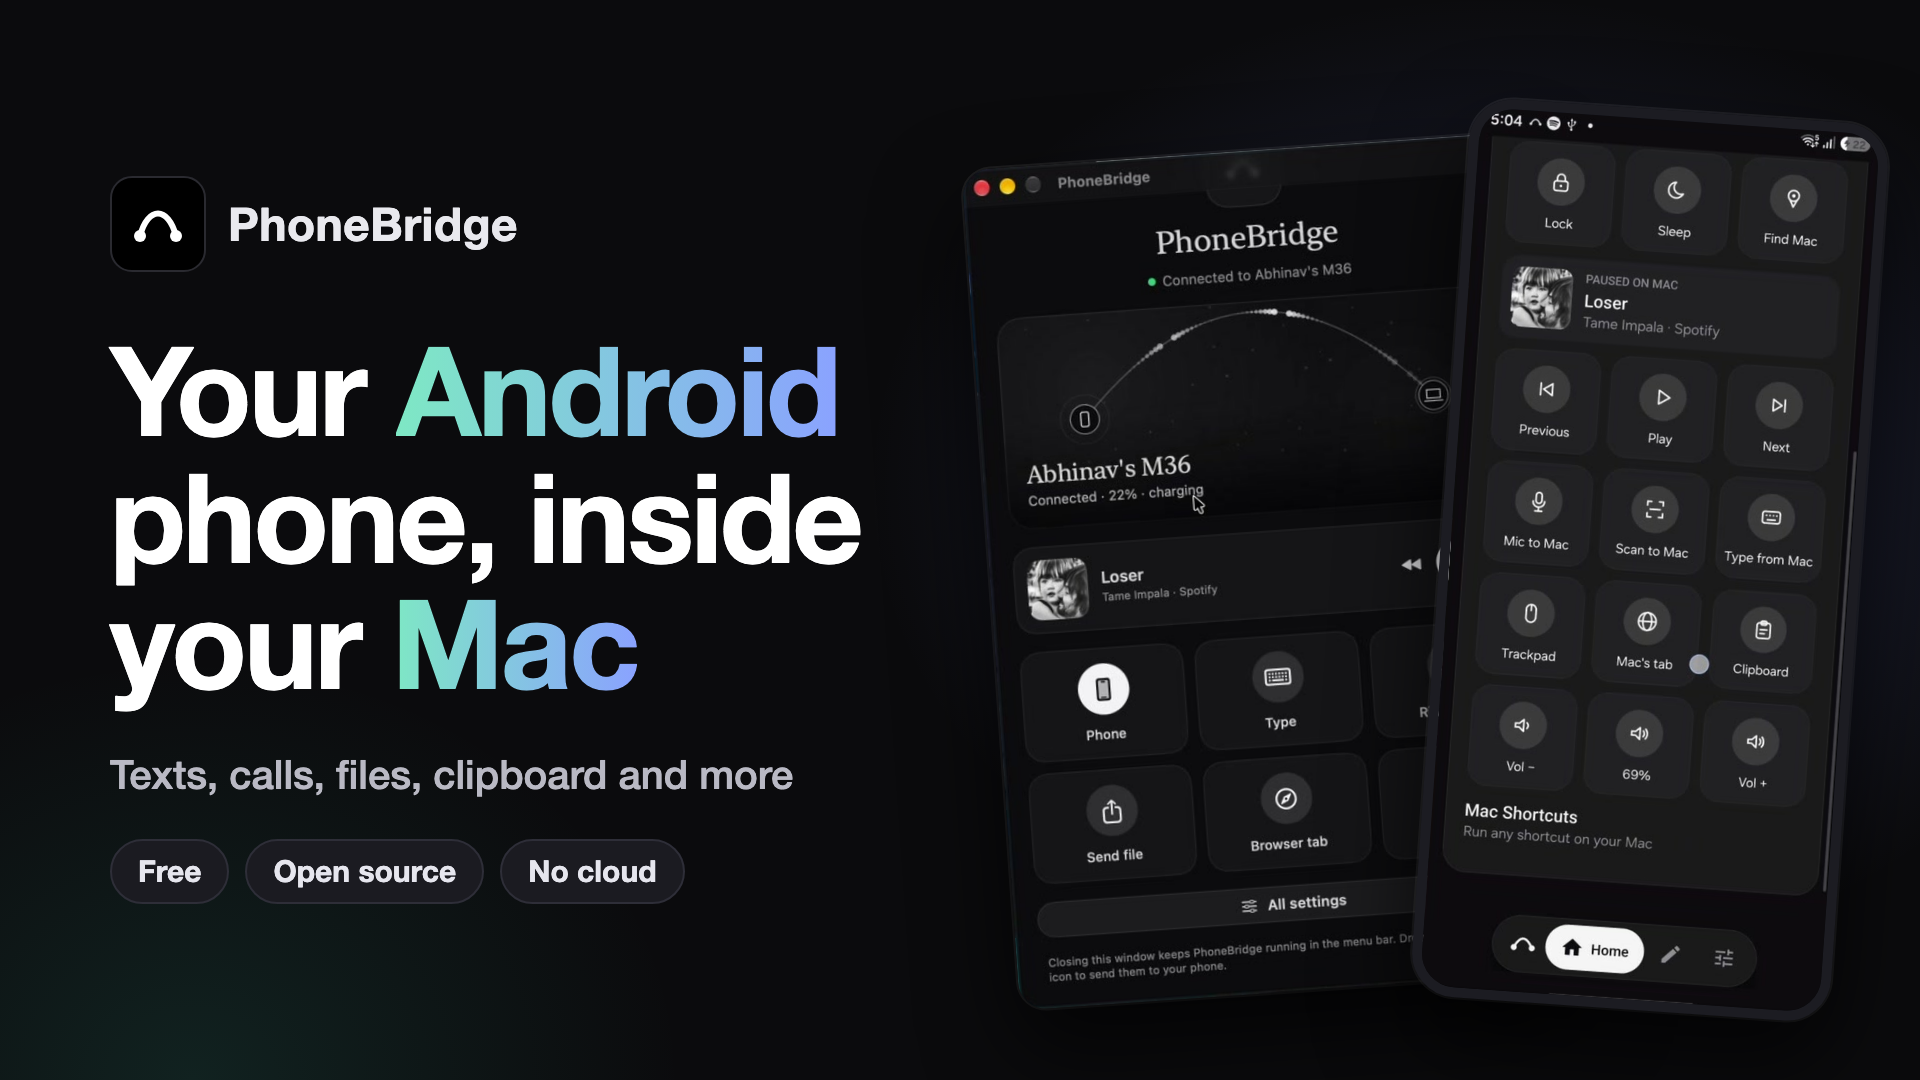 PhoneBridge
Your Android
phone, inside
your Mac
Texts, calls, files, clipboard and more
Free
Open source
No cloud
PhoneBridge
PhoneBridge
Connected to Abhinav's M36
Abhinav's M36
Connected · 22% · charging
Loser
Tame Impala · Spotify
Phone
Type
Send file
Browser tab
All settings
Closing this window keeps PhoneBridge running in the menu bar.
icon to send them to your phone.
5:04
22
Lock
Sleep
Find Mac
PAUSED ON MAC
Loser
Tame Impala · Spotify
Previous
Play
Next
Mic to Mac
Scan to Mac
Type from Mac
Trackpad
Mac's tab
Clipboard
Vol −
69%
Vol +
Mac Shortcuts
Run any shortcut on your Mac
Home